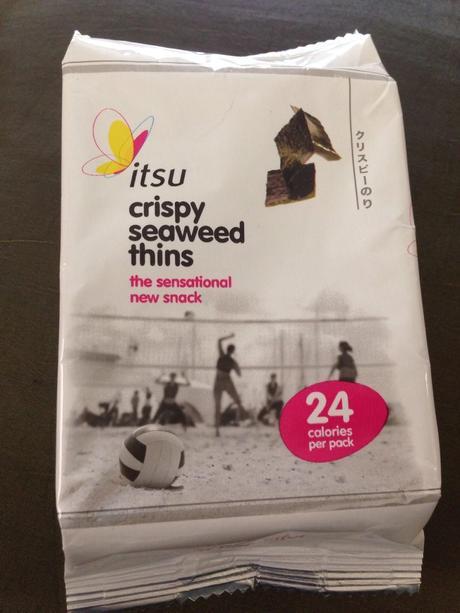 itsu
crispy
seaweed
thins
the sensational
new snack
クリスピーのり
24
calories
per pack